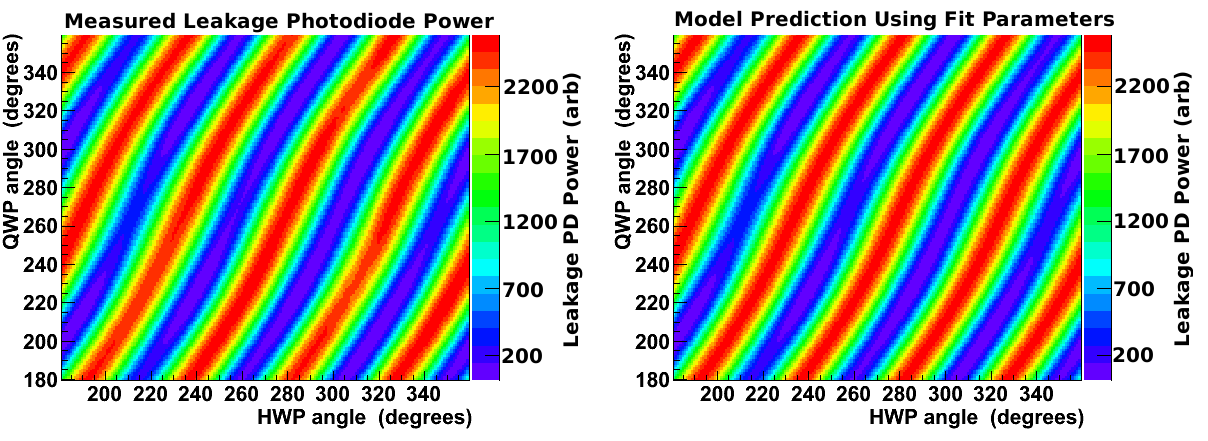 Measured Leakage Photodiode Power
QWP angle (degrees)
340
320
300
280
260
240
220
200
180
200 220 240 260 280 300 320 340
HWP angle (degrees)
2200
1700
1200
700
200
Leakage PD Power (arb)
Model Prediction Using Fit Parameters
QWP angle (degrees)
340
320
300
280
260
240
220
200
180
200 220 240 260 280 300 320 340
HWP angle (degrees)
2200
1700
1200
700
200
Leakage PD Power (arb)